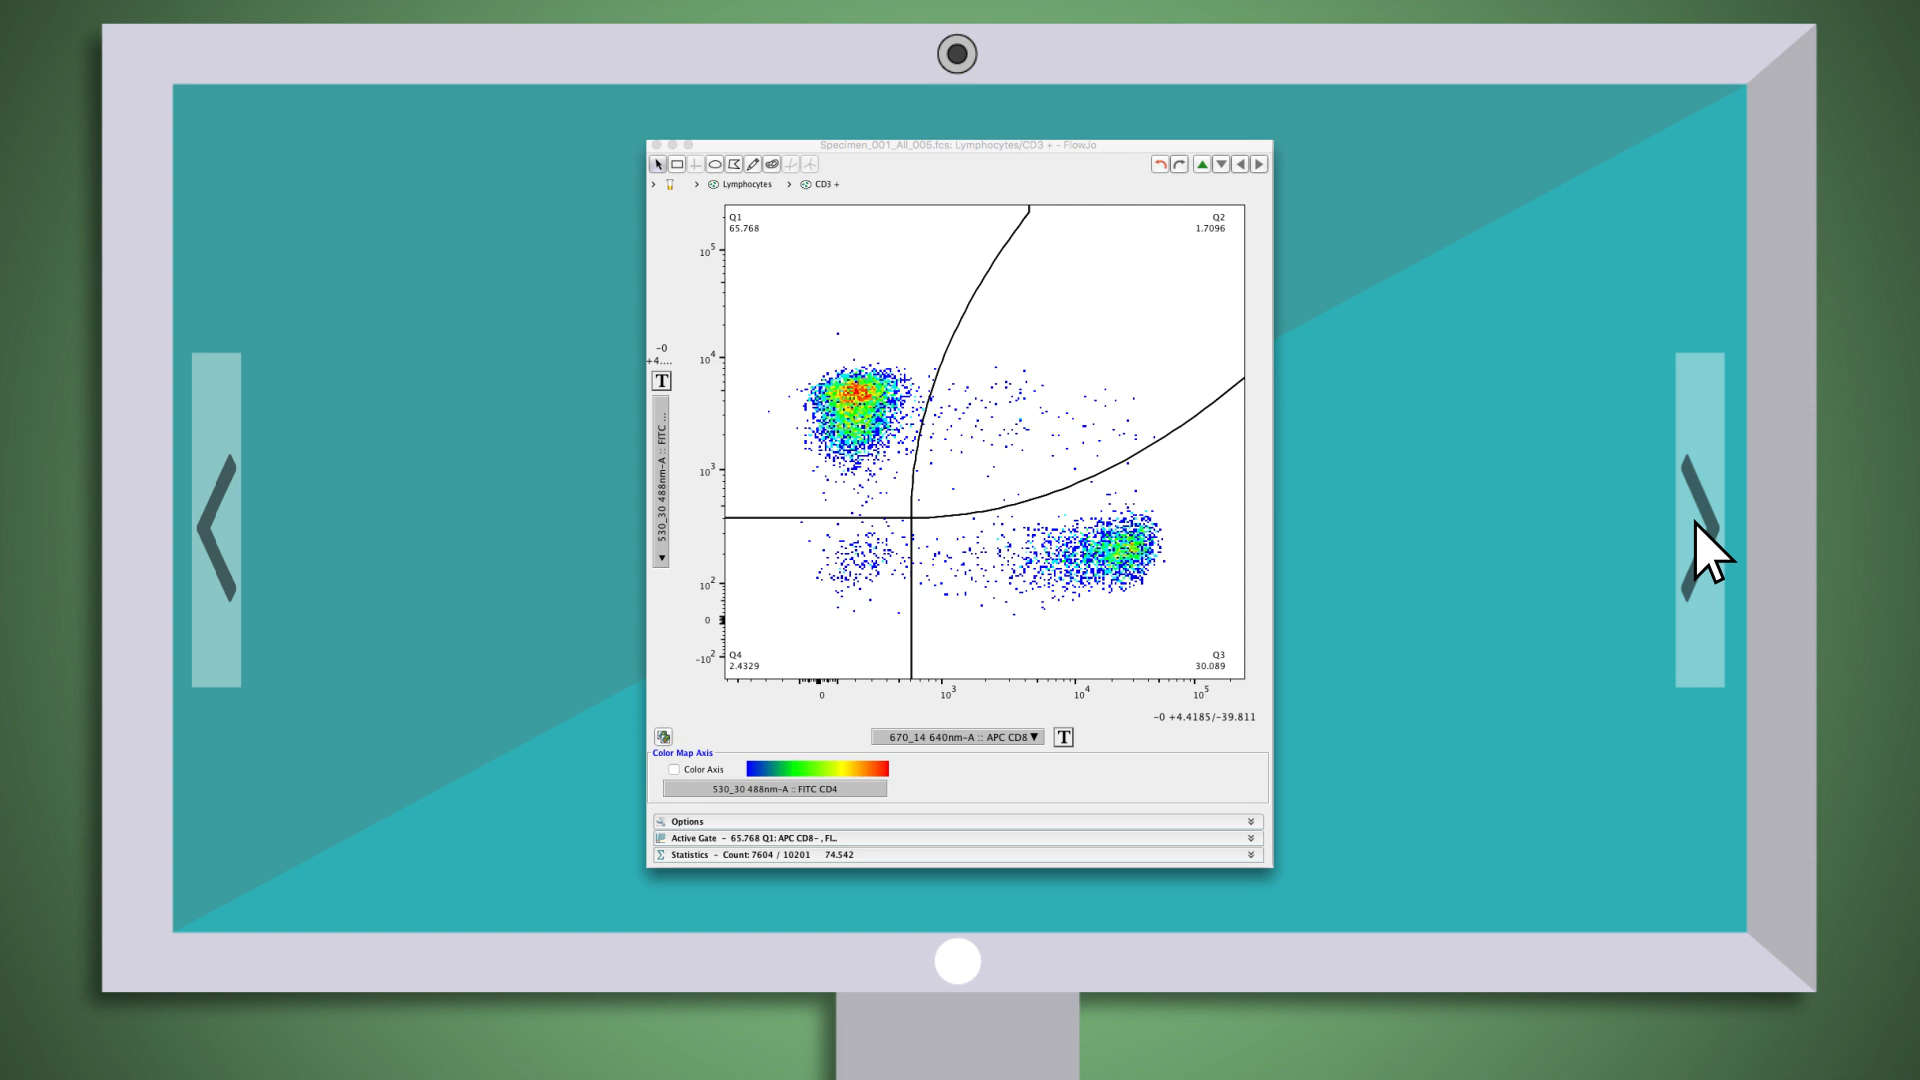 Specimen_001_All_005.fcs: Lymphocytes/CD3 + - FlowJo
Lymphocytes
CD3 +
Q1
65.768
Q2
1.7096
10^5
10^4
10^3
10^2
0
-10^2
-0
+4....
T
530_30 488nm-A :: FITC ...
Q4
2.4329
Q3
30.089
0
10^3
10^4
10^5
-0 +4.4185/-39.811
670_14 640nm-A :: APC CD8
T
Color Map Axis
Color Axis
530_30 488nm-A :: FITC CD4
Options
Active Gate - 65.768 Q1: APC CD8- , FL..
Statistics - Count: 7604 / 10201 74.542